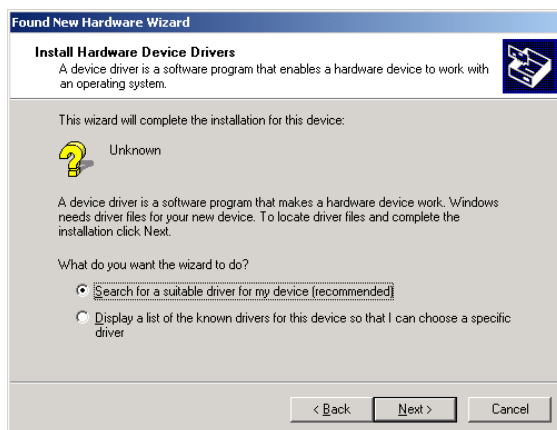 Found New Hardware Wizard
Install Hardware Device Drivers
A device driver is a software program that enables a hardware device to work with
an operating system.
This wizard will complete the installation for this device:
Unknown
A device driver is a software program that makes a hardware device work. Windows
needs driver files for your new device. To locate driver files and complete the
installation click Next.
What do you want the wizard to do?
Search for a suitable driver for my device (recommended)
Display a list of the known drivers for this device so that I can choose a specific
driver
< Back Next > Cancel